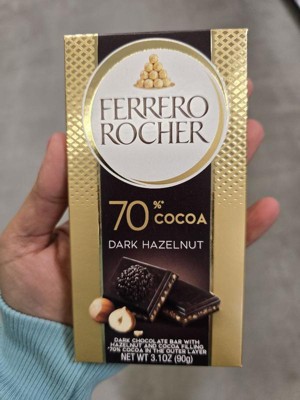 FERRERO
ROCHER
70%* COCOA
DARK HAZELNUT
DARK CHOCOLATE BAR WITH
HAZELNUT AND COCOA FILLING
*70% COCOA IN THE OUTER LAYER
NET WT 3.1OZ (90g)